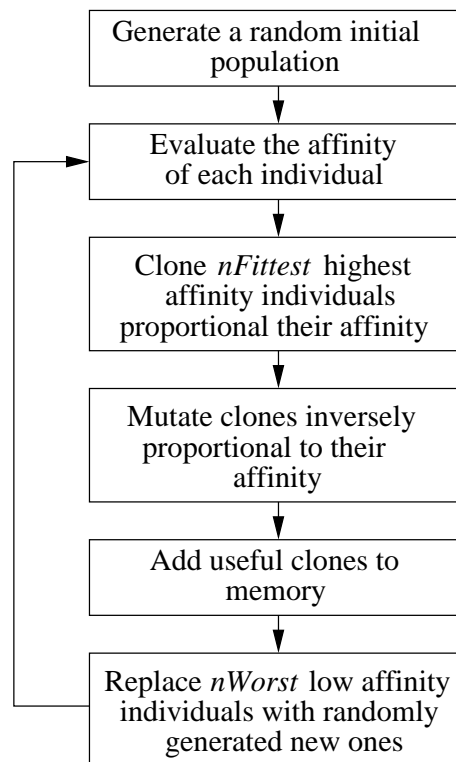 Generate a random initial
population
Evaluate the affinity
of each individual
Clone nFittest highest
affinity individuals
proportional their affinity
Mutate clones inversely
proportional to their
affinity
Add useful clones to
memory
Replace nWorst low affinity
individuals with randomly
generated new ones